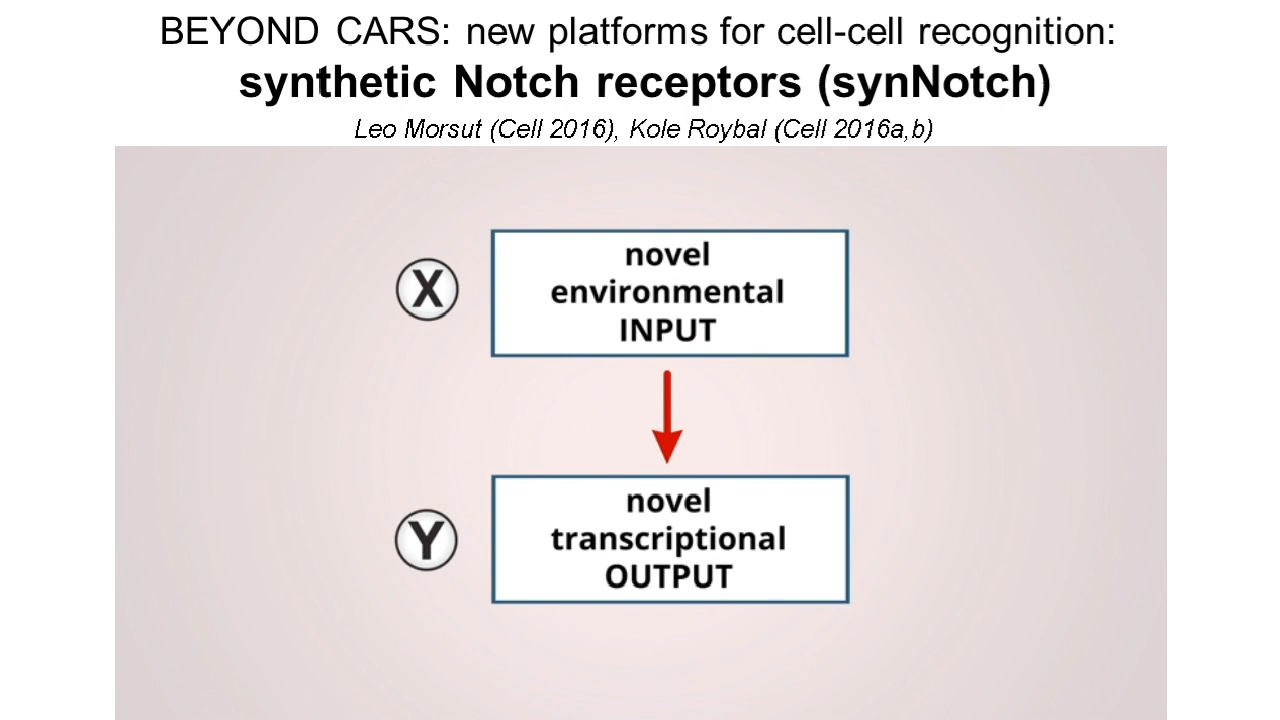 BEYOND CARS: new platforms for cell-cell recognition:
synthetic Notch receptors (synNotch)
Leo Morsut (Cell 2016), Kole Roybal (Cell 2016a,b)
X
novel
environmental
INPUT
Y
novel
transcriptional
OUTPUT